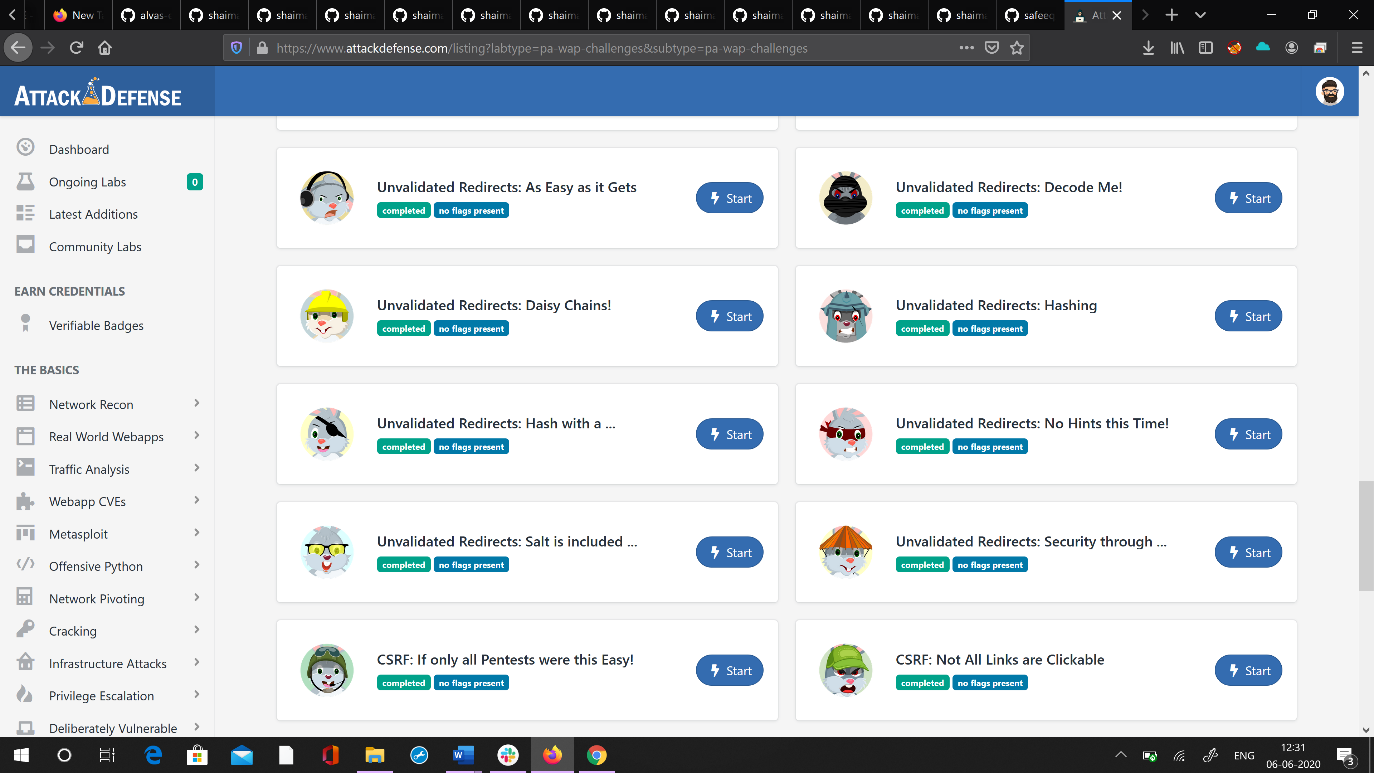 New T
alvas-
shaim
shaim
shaim
shaim
shaim
shaim
shaim
shaim
shaim
shaim
shaim
shaim
safeeq
At
https://www.attackdefense.com/listing?labtype=pa-wap-challenges&subtype=pa-wap-challenges
ATTACK DEFENSE
Dashboard
Ongoing Labs 0
Latest Additions
Community Labs
EARN CREDENTIALS
Verifiable Badges
THE BASICS
Network Recon
Real World Webapps
Traffic Analysis
Webapp CVEs
Metasploit
Offensive Python
Network Pivoting
Cracking
Infrastructure Attacks
Privilege Escalation
Deliberately Vulnerable
Unvalidated Redirects: As Easy as it Gets
completed no flags present
Start
Unvalidated Redirects: Decode Me!
completed no flags present
Start
Unvalidated Redirects: Daisy Chains!
completed no flags present
Start
Unvalidated Redirects: Hashing
completed no flags present
Start
Unvalidated Redirects: Hash with a ...
completed no flags present
Start
Unvalidated Redirects: No Hints this Time!
completed no flags present
Start
Unvalidated Redirects: Salt is included ...
completed no flags present
Start
Unvalidated Redirects: Security through ...
completed no flags present
Start
CSRF: If only all Pentests were this Easy!
completed no flags present
Start
CSRF: Not All Links are Clickable
completed no flags present
Start
ENG
12:31
06-06-2020
3